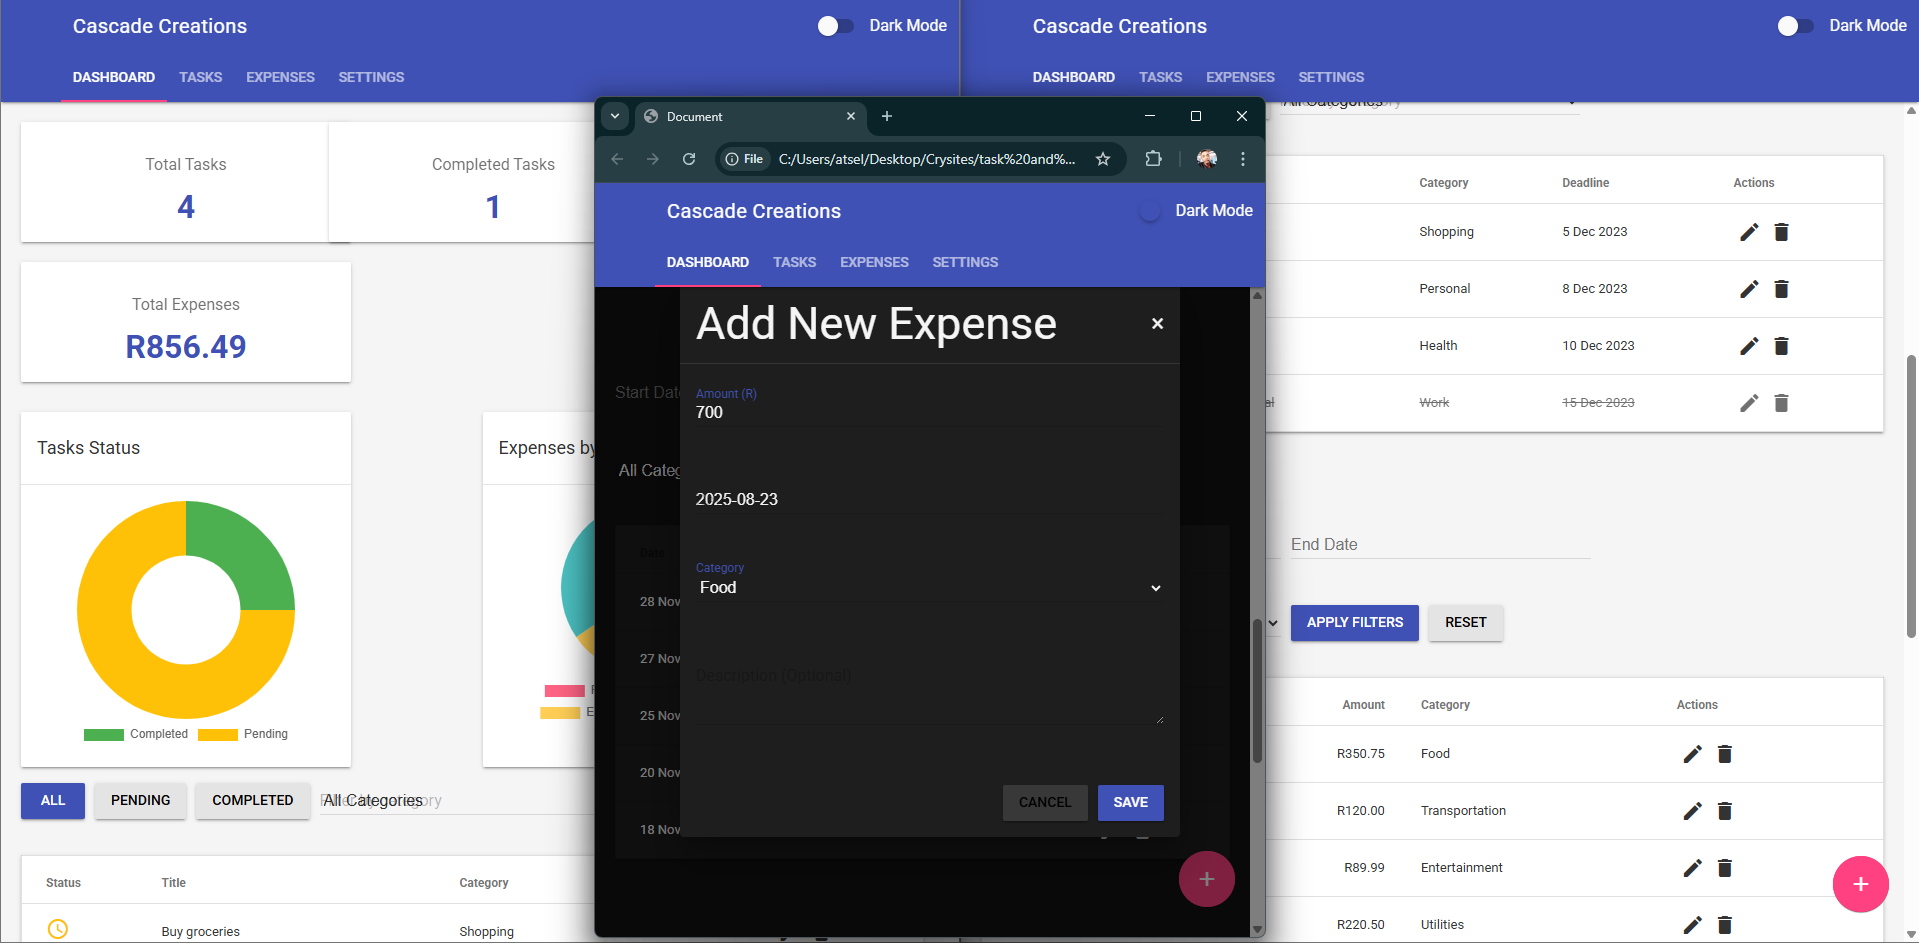 Cascade Creations
Dark Mode
DASHBOARD TASKS EXPENSES SETTINGS
Total Tasks
4
Completed Tasks
1
Total Expenses
R856.49
Tasks Status
Completed Pending
Expenses by
ALL PENDING COMPLETED All Categories
Status Title Category
Buy groceries Shopping
Document
File C:/Users/atsel/Desktop/Crysites/task%20and%...
Cascade Creations
Dark Mode
DASHBOARD TASKS EXPENSES SETTINGS
Add New Expense
Start Date
Amount (R)
700
All Categ
2025-08-23
Date
Category
Food
28 Nov
27 Nov
Description (Optional)
25 Nov
20 Nov
CANCEL SAVE
18 Nov
Cascade Creations
Dark Mode
DASHBOARD TASKS EXPENSES SETTINGS
All Categories
Category Deadline Actions
Shopping 5 Dec 2023
Personal 8 Dec 2023
Health 10 Dec 2023
al Work 15 Dec 2023
End Date
APPLY FILTERS RESET
Amount Category Actions
R350.75 Food
R120.00 Transportation
R89.99 Entertainment
R220.50 Utilities